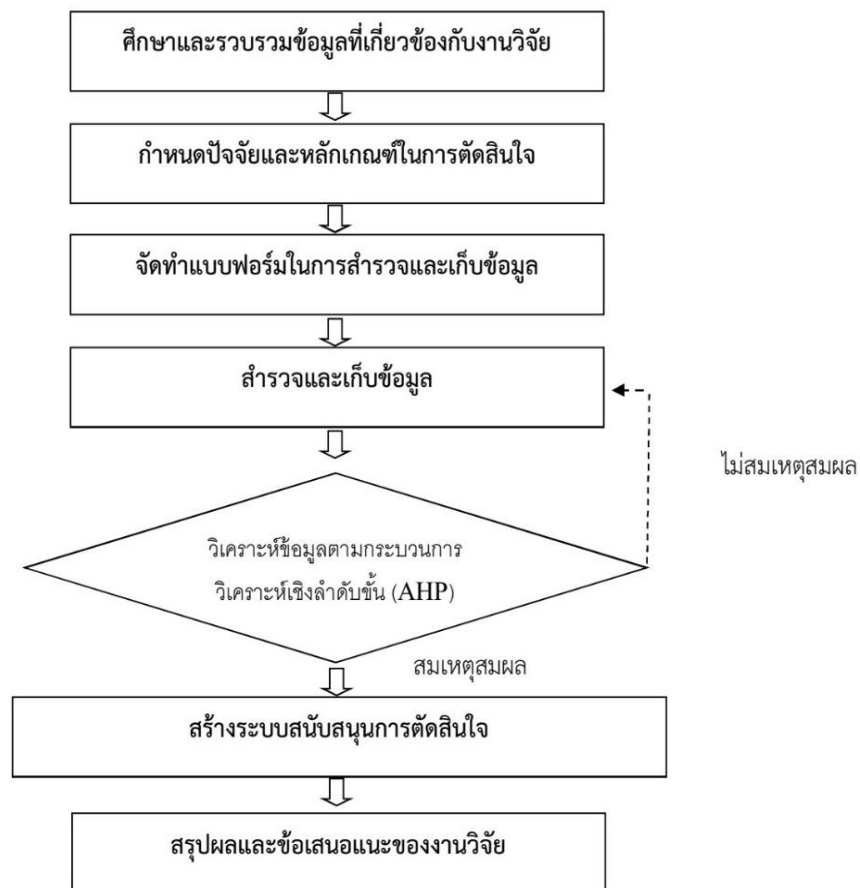 ศึกษาและรวบรวมข้อมูลที่เกี่ยวข้องกับงานวิจัย
กำหนดปัจจัยและหลักเกณฑ์ในการตัดสินใจ
จัดทำแบบฟอร์มในการสำรวจและเก็บข้อมูล
สำรวจและเก็บข้อมูล
ไม่สมเหตุสมผล
วิเคราะห์ข้อมูลตามกระบวนการ
วิเคราะห์เชิงลำดับขั้น (AHP)
สมเหตุสมผล
สร้างระบบสนับสนุนการตัดสินใจ
สรุปผลและข้อเสนอแนะของงานวิจัย